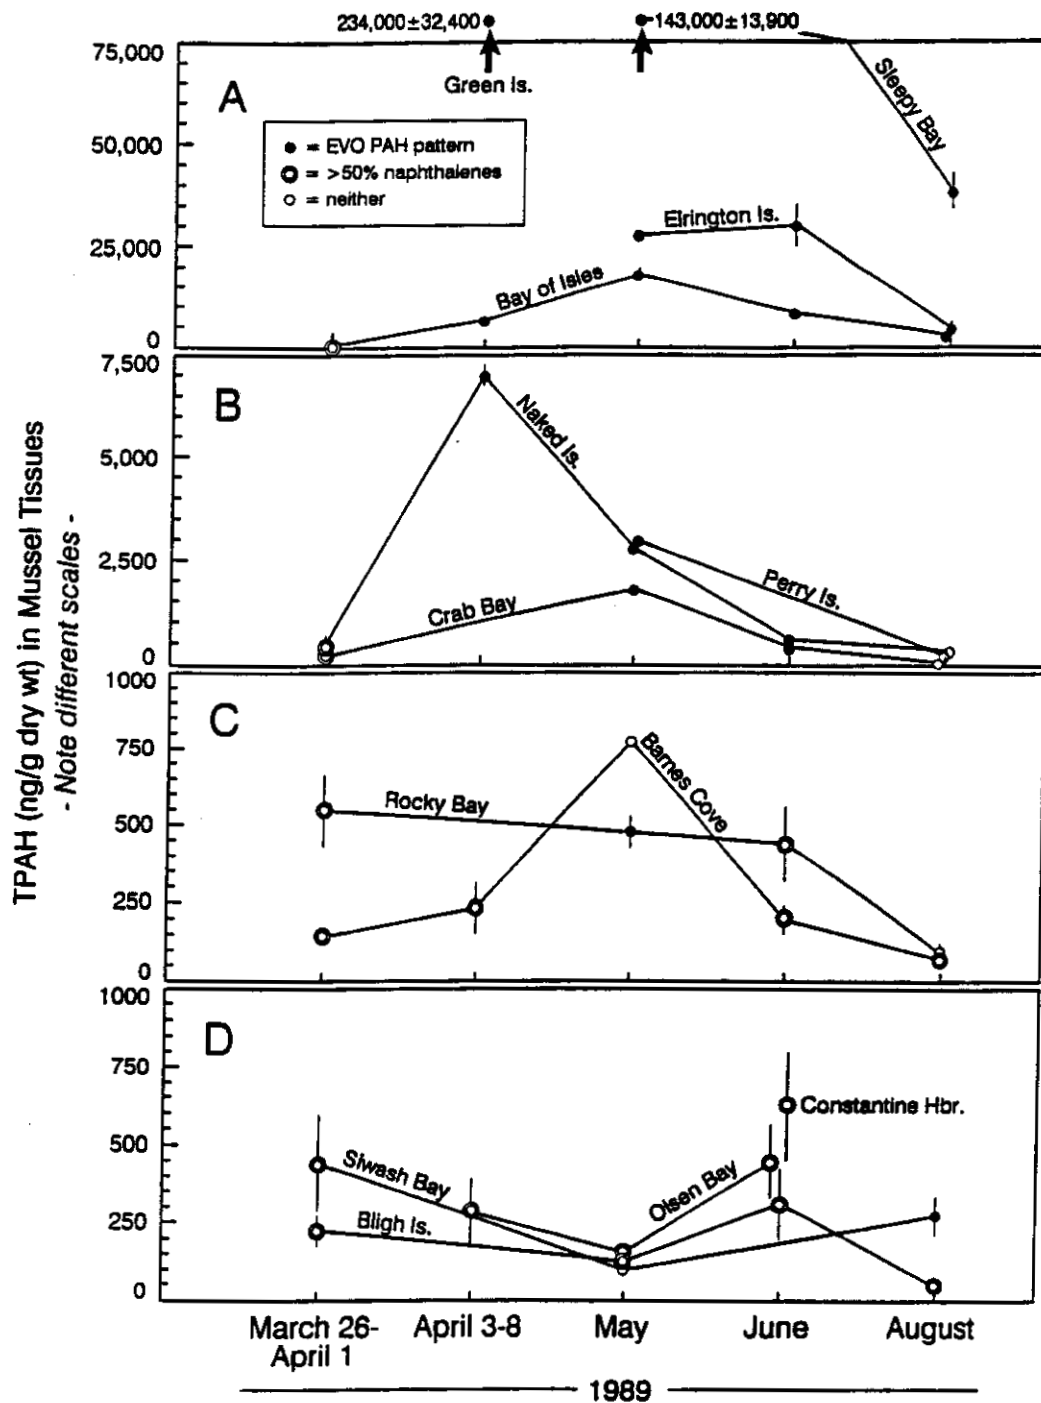 234,000±32,400
143,000±13,900
75,000
Green Is.
Sleepy Bay
A
50,000
● = EVO PAH pattern
◎ = >50% naphthalenes
○ = neither
Elrington Is.
25,000
Bay of Isles
0
7,500
B
Naked Is.
5,000
2,500
Perry Is.
Crab Bay
0
TPAH (ng/g dry wt) in Mussel Tissues
- Note different scales -
1000
C
750
Barnes Cove
Rocky Bay
500
250
0
1000
D
750
Constantine Hbr.
500
Siwash Bay
Olsen Bay
250
Bligh Is.
0
March 26- April 3-8 May June August
April 1
1989